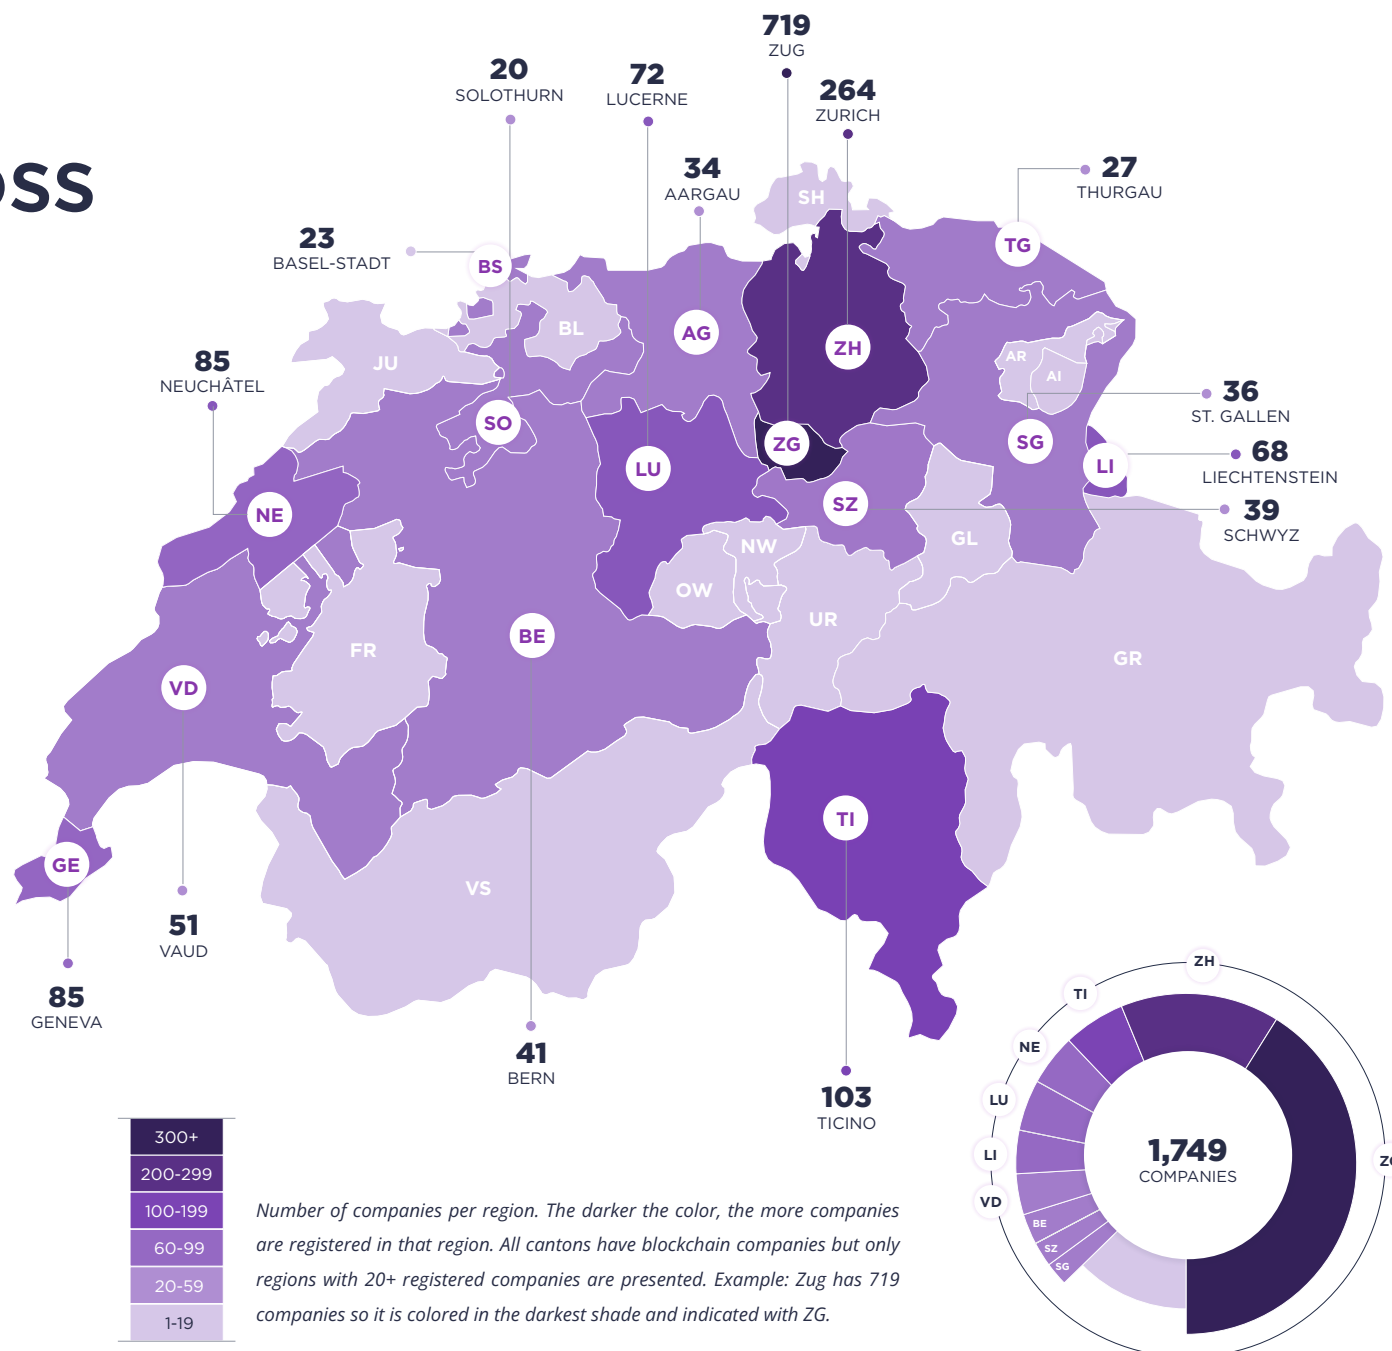 OSS
719
ZUG
20
SOLOTHURN
72
LUCERNE
264
ZURICH
34
AARGAU
27
THURGAU
23
BASEL-STADT
85
NEUCHÂTEL
36
ST. GALLEN
68
LIECHTENSTEIN
39
SCHWYZ
SH
TG
BS
BL
AG
ZH
JU
AR
AI
SO
ZG
SG
LU
LI
SZ
NE
NW
GL
OW
UR
BE
FR
GR
VD
TI
GE
VS
51
VAUD
85
GENEVA
41
BERN
103
TICINO
300+
200-299
100-199
60-99
20-59
1-19
Number of companies per region. The darker the color, the more companies
are registered in that region. All cantons have blockchain companies but only
regions with 20+ registered companies are presented. Example: Zug has 719
companies so it is colored in the darkest shade and indicated with ZG.
ZH
TI
NE
LU
LI
VD
BE
SZ
SG
1,749
COMPANIES